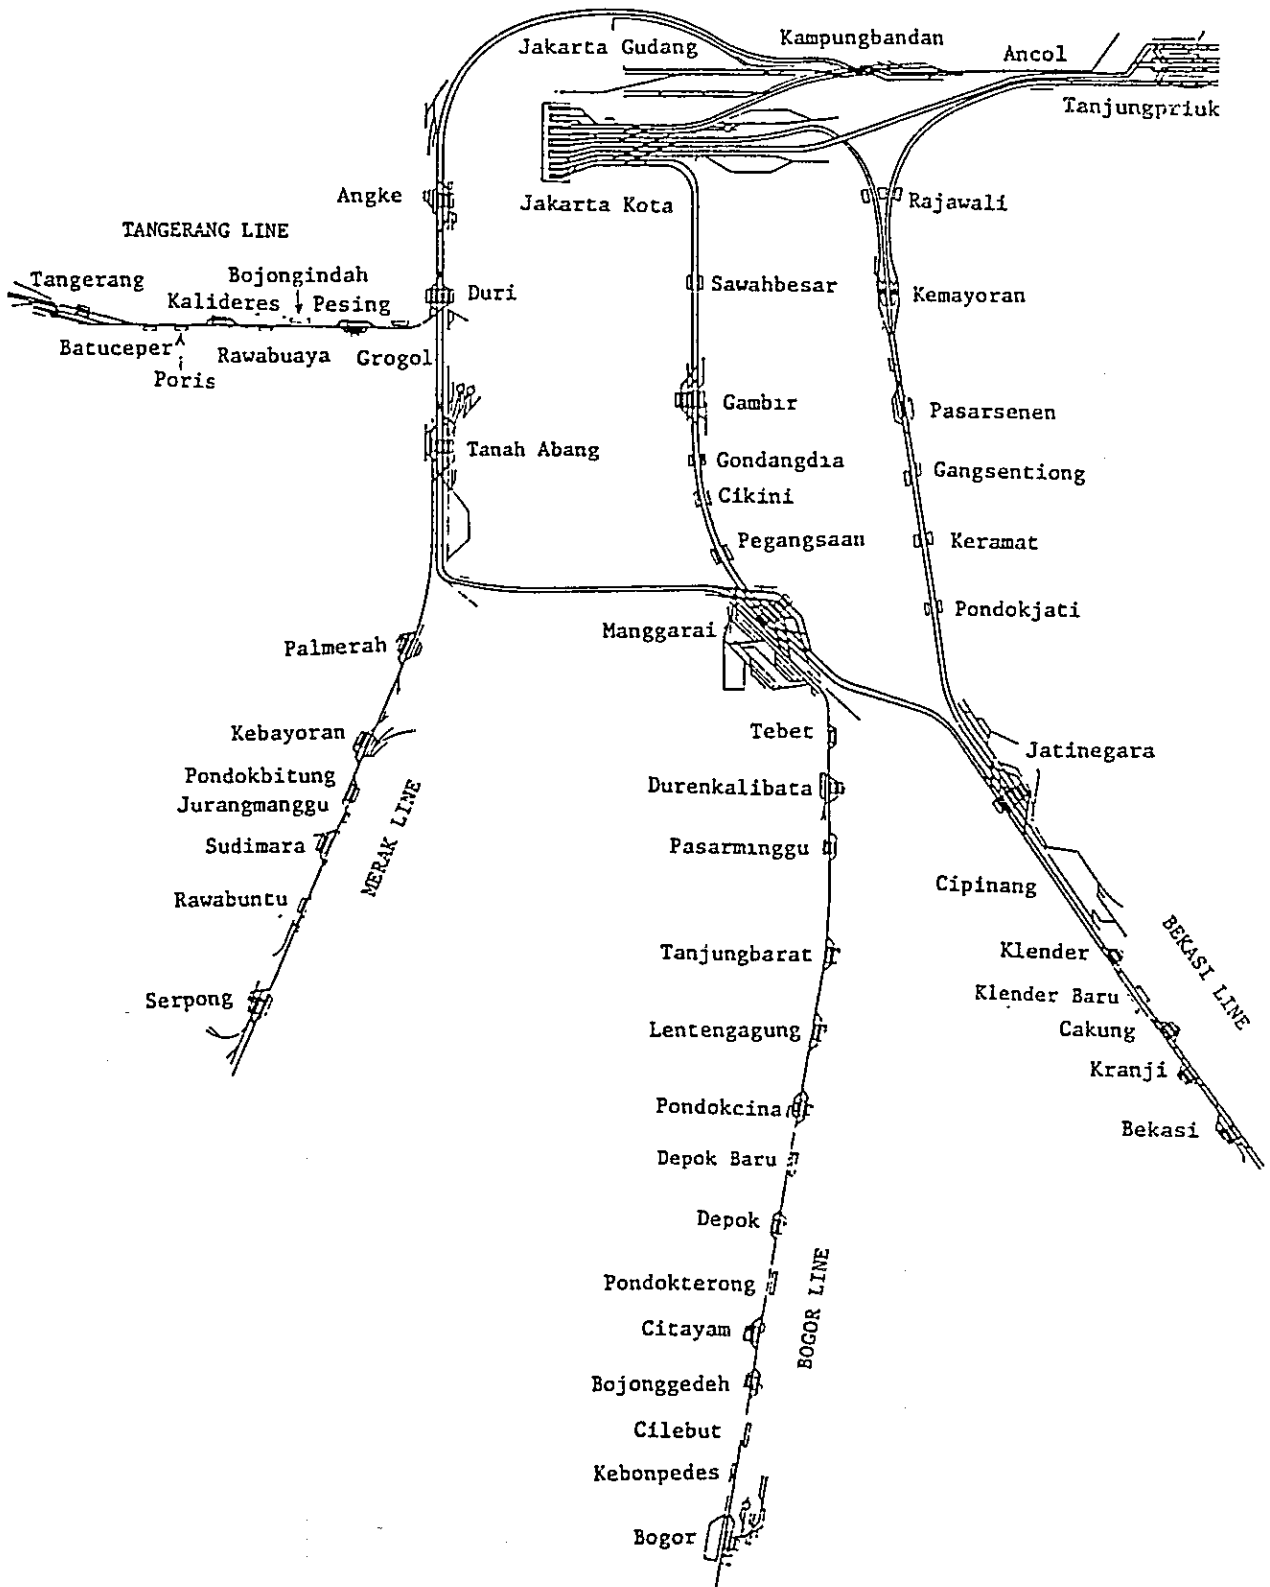 Kampungbandan
Jakarta Gudang
Ancol
Tanjungpriuk
Angke
Jakarta Kota
Rajawali
TANGERANG LINE
Tangerang
Bojongindah
Kalideres
Pesing
Duri
Sawahbesar
Kemayoran
Batuceper
Rawabuaya
Grogol
Poris
Gambir
Pasarsenen
Tanah Abang
Gondangdia
Gangsentiong
Cikini
Pegangsaan
Keramat
Pondokjati
Manggarai
Palmerah
Kebayoran
Tebet
Jatinegara
Pondokbitung
Jurangmanggu
Durenkalibata
MERAK LINE
Sudimara
Pasarminggu
Rawabuntu
Cipinang
BEKASI LINE
Tanjungbarat
Klender
Serpong
Klender Baru
Lentengagung
Cakung
Kranji
Pondokcina
Bekasi
Depok Baru
Depok
Pondokterong
BOGOR LINE
Citayam
Bojonggedeh
Cilebut
Kebonpedes
Bogor